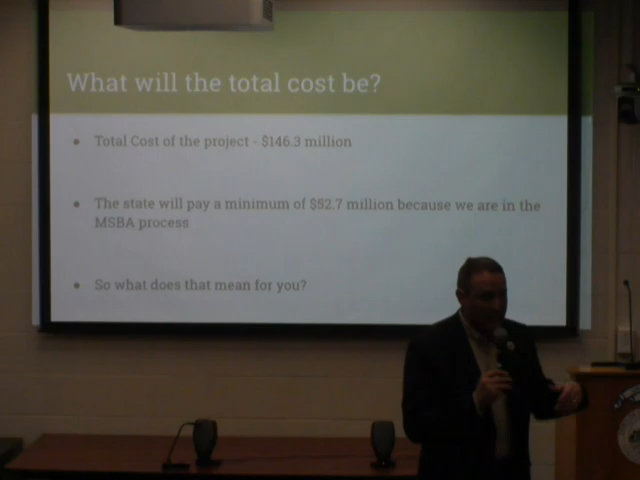 What will the total cost be?
● Total Cost of the project - $146.3 million
● The state will pay a minimum of $52.7 million because we are in the
MSBA process
● So what does that mean for you?